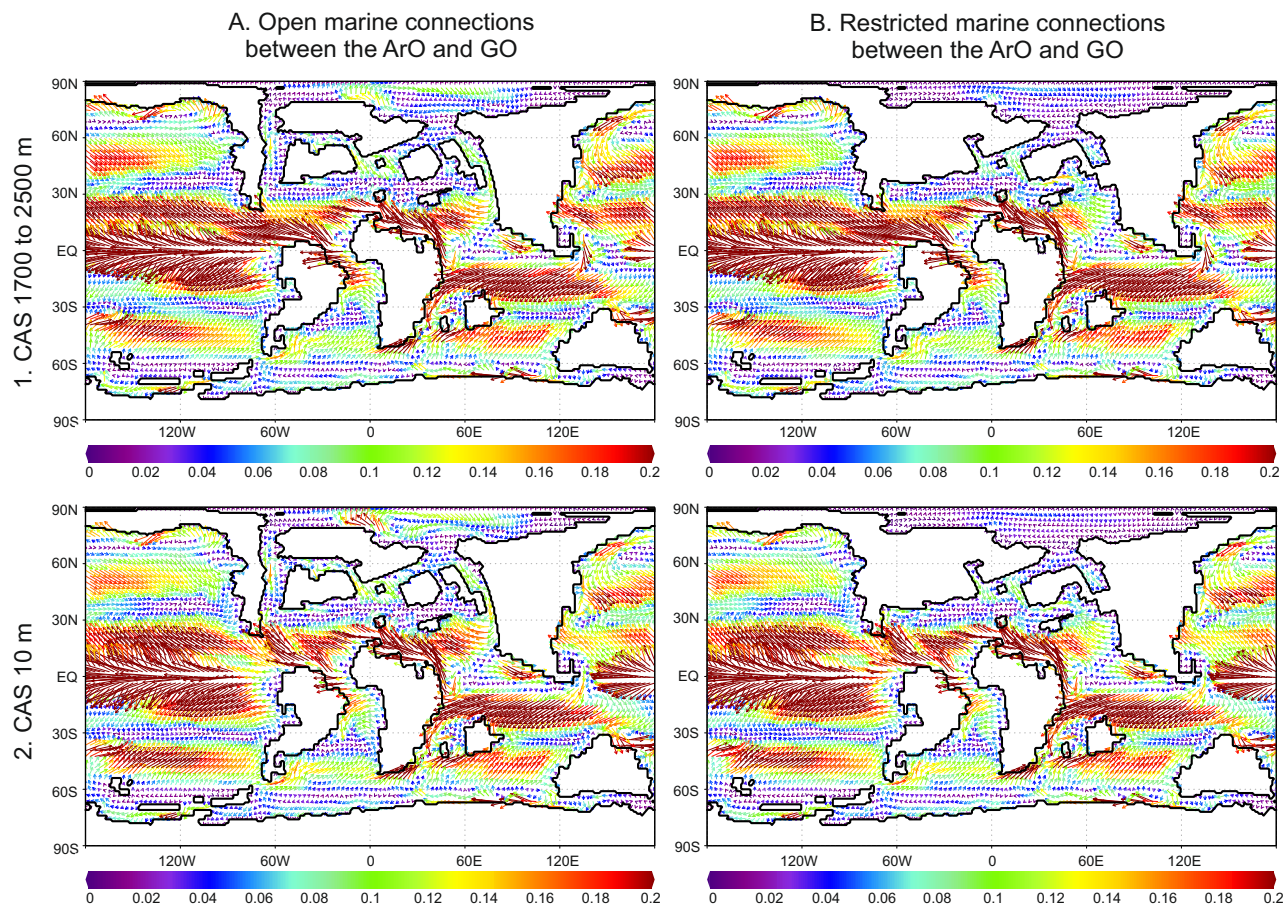 A. Open marine connections
between the ArO and GO
B. Restricted marine connections
between the ArO and GO
1. CAS 1700 to 2500 m
90N
60N
30N
EQ
30S
60S
90S
120W 60W 0 60E 120E
0 0.02 0.04 0.06 0.08 0.1 0.12 0.14 0.16 0.18 0.2
90N
60N
30N
EQ
30S
60S
90S
120W 60W 0 60E 120E
0 0.02 0.04 0.06 0.08 0.1 0.12 0.14 0.16 0.18 0.2
2. CAS 10 m
90N
60N
30N
EQ
30S
60S
90S
120W 60W 0 60E 120E
0 0.02 0.04 0.06 0.08 0.1 0.12 0.14 0.16 0.18 0.2
90N
60N
30N
EQ
30S
60S
90S
120W 60W 0 60E 120E
0 0.02 0.04 0.06 0.08 0.1 0.12 0.14 0.16 0.18 0.2